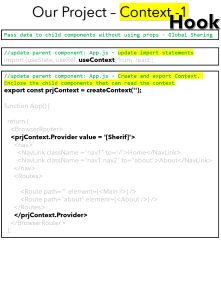 Our Project – Context -1
Hook
Pass data to child components without using props - Global Sharing
//update parent component: App.js – update import statements
import {useState, useRef, useContext} from 'react';
//update parent component: App.js – Create and export Context.
Enclose the child components that can read the context
export const prjContext = createContext('');
function App() {
return (
<BrowserRouter>
<prjContext.Provider value = '[Sherif]'>
<nav>
<NavLink className ="nav1" to="/">Home</NavLink>
<NavLink className ="nav1 nav2" to="about">About</NavLink>
</nav>
<Routes>
<Route path="" element={<Main />} />
<Route path="about" element={<About />} />
</Routes>
</prjContext.Provider>
</BrowserRouter>